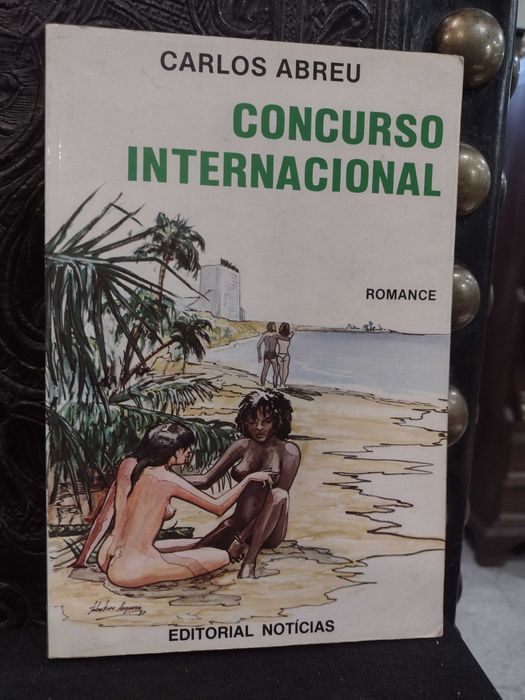 CARLOS ABREU
CONCURSO
INTERNACIONAL
ROMANCE
EDITORIAL NOTÍCIAS